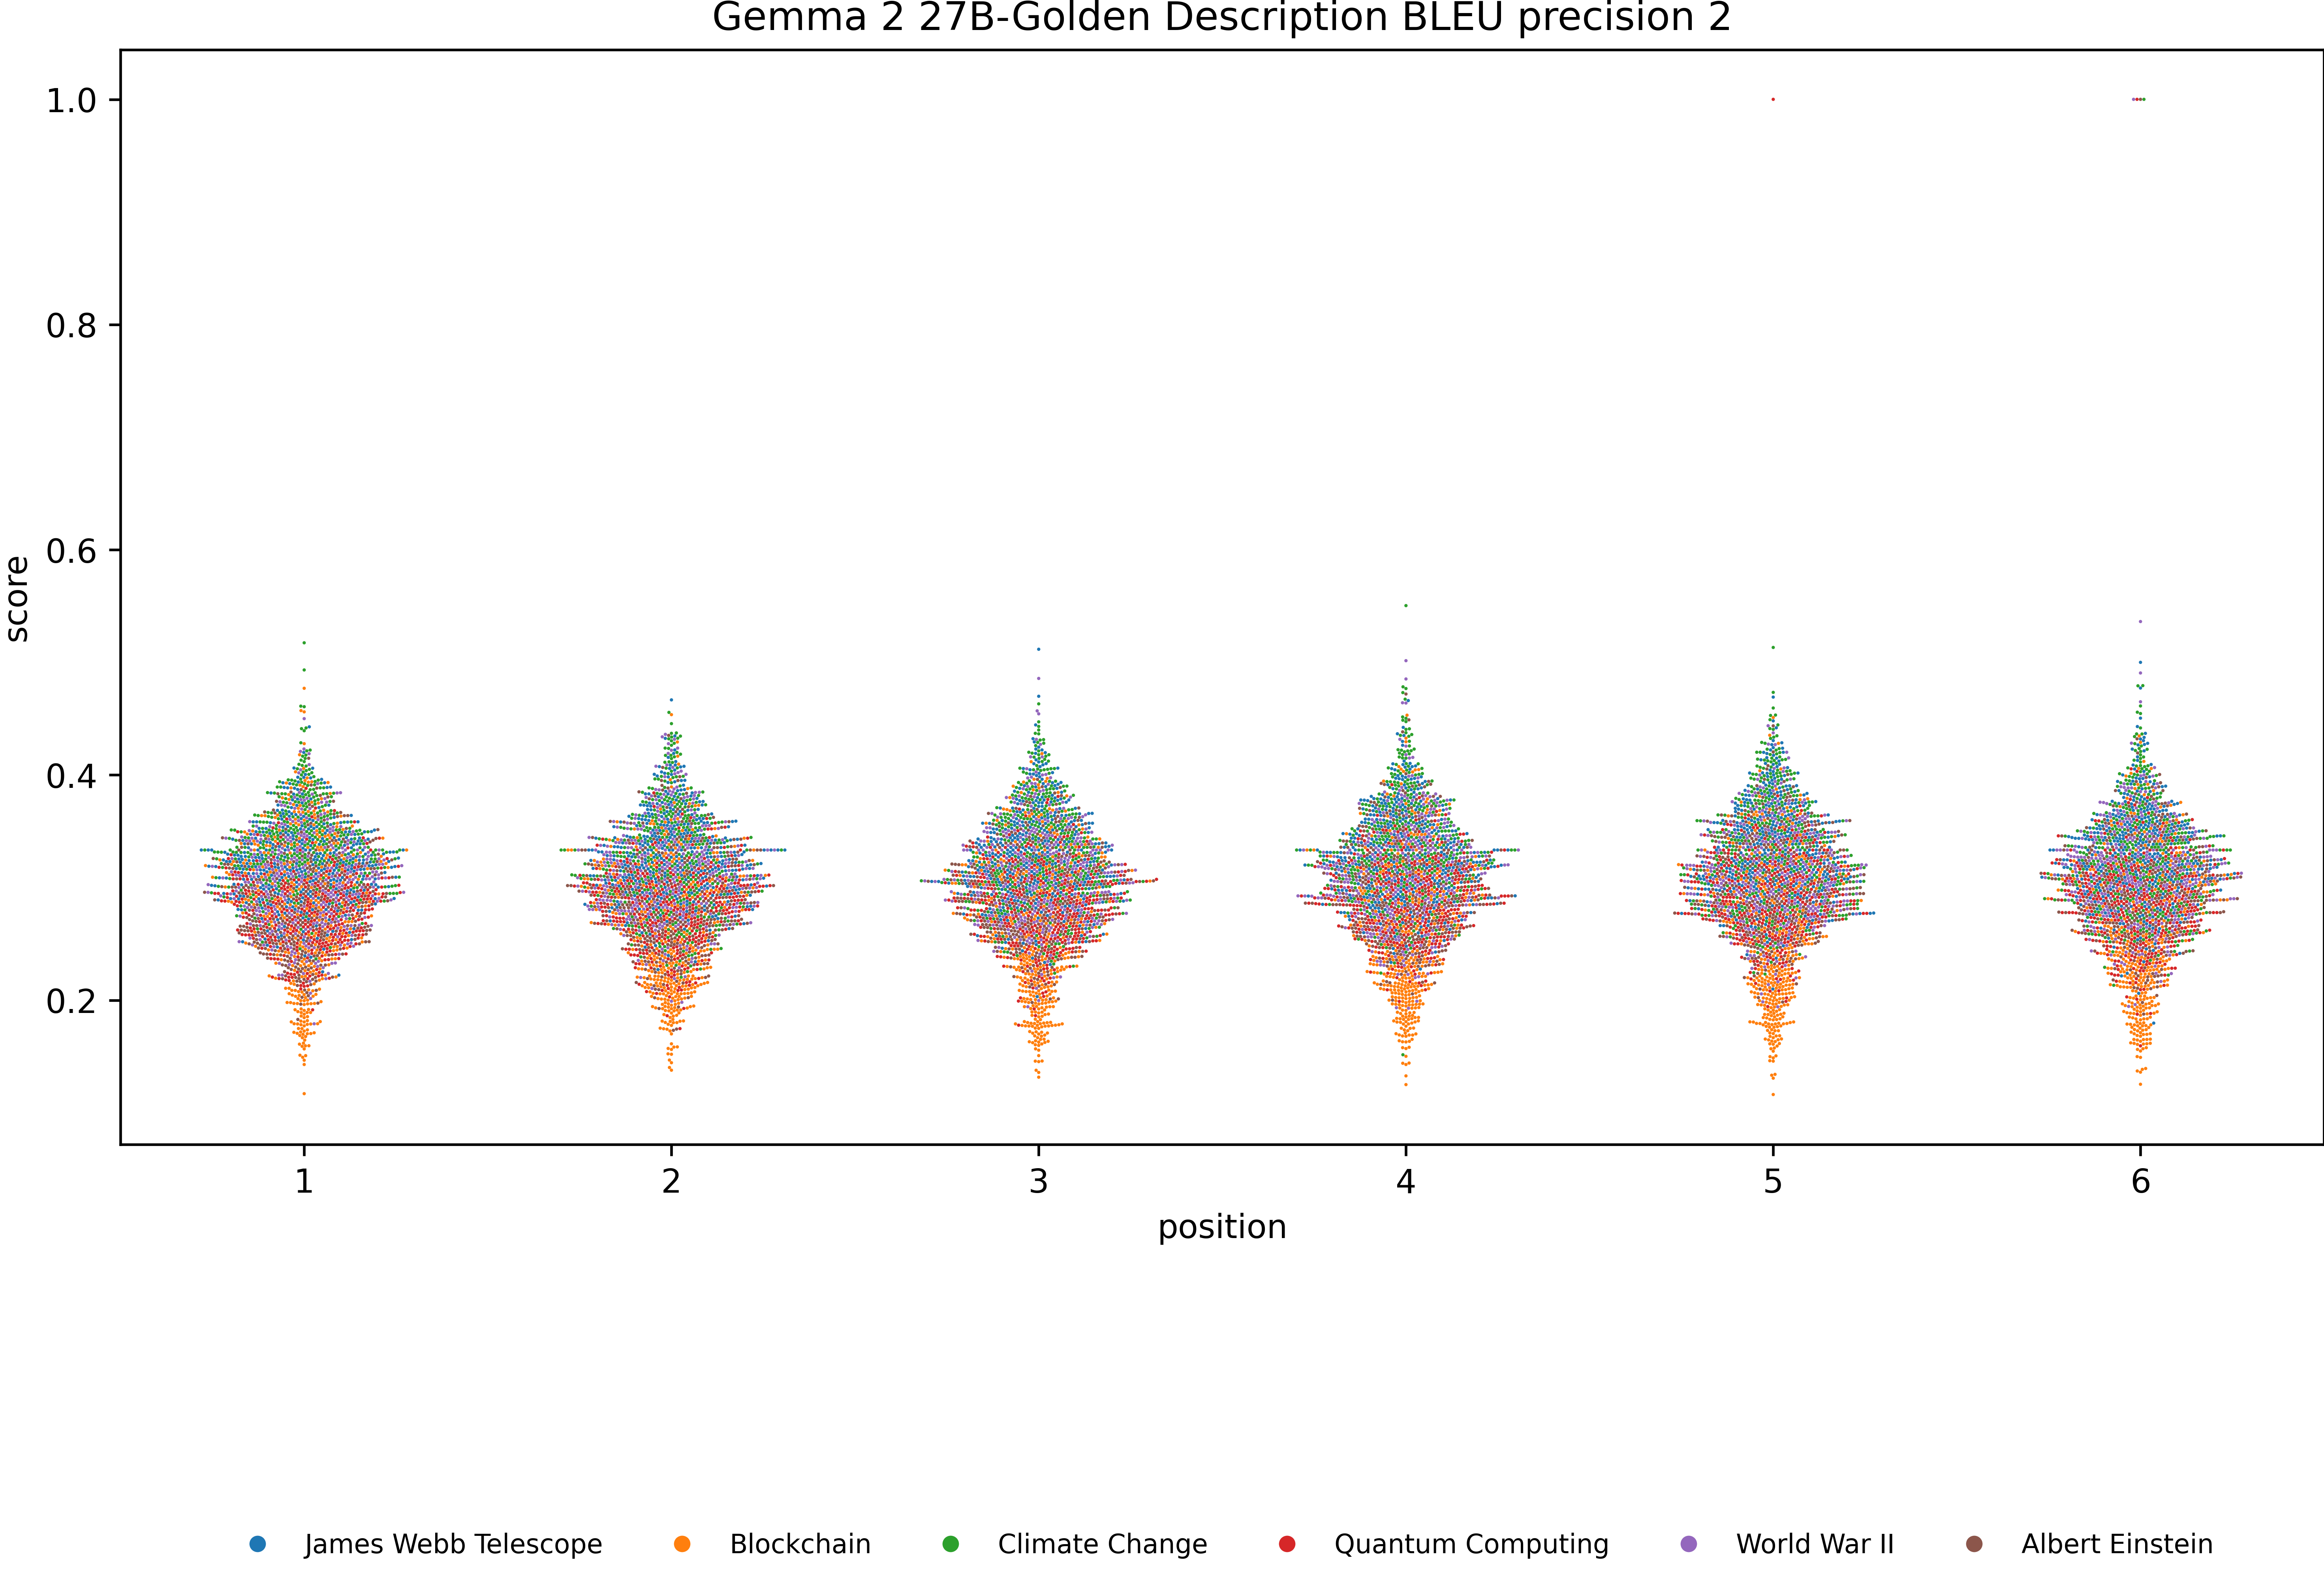 Gemma 2 27B-Golden Description BLEU precision 2
1.0
0.8
0.6
0.4
0.2
score
1 2 3 4 5 6
position
James Webb Telescope Blockchain Climate Change Quantum Computing World War II Albert Einstein